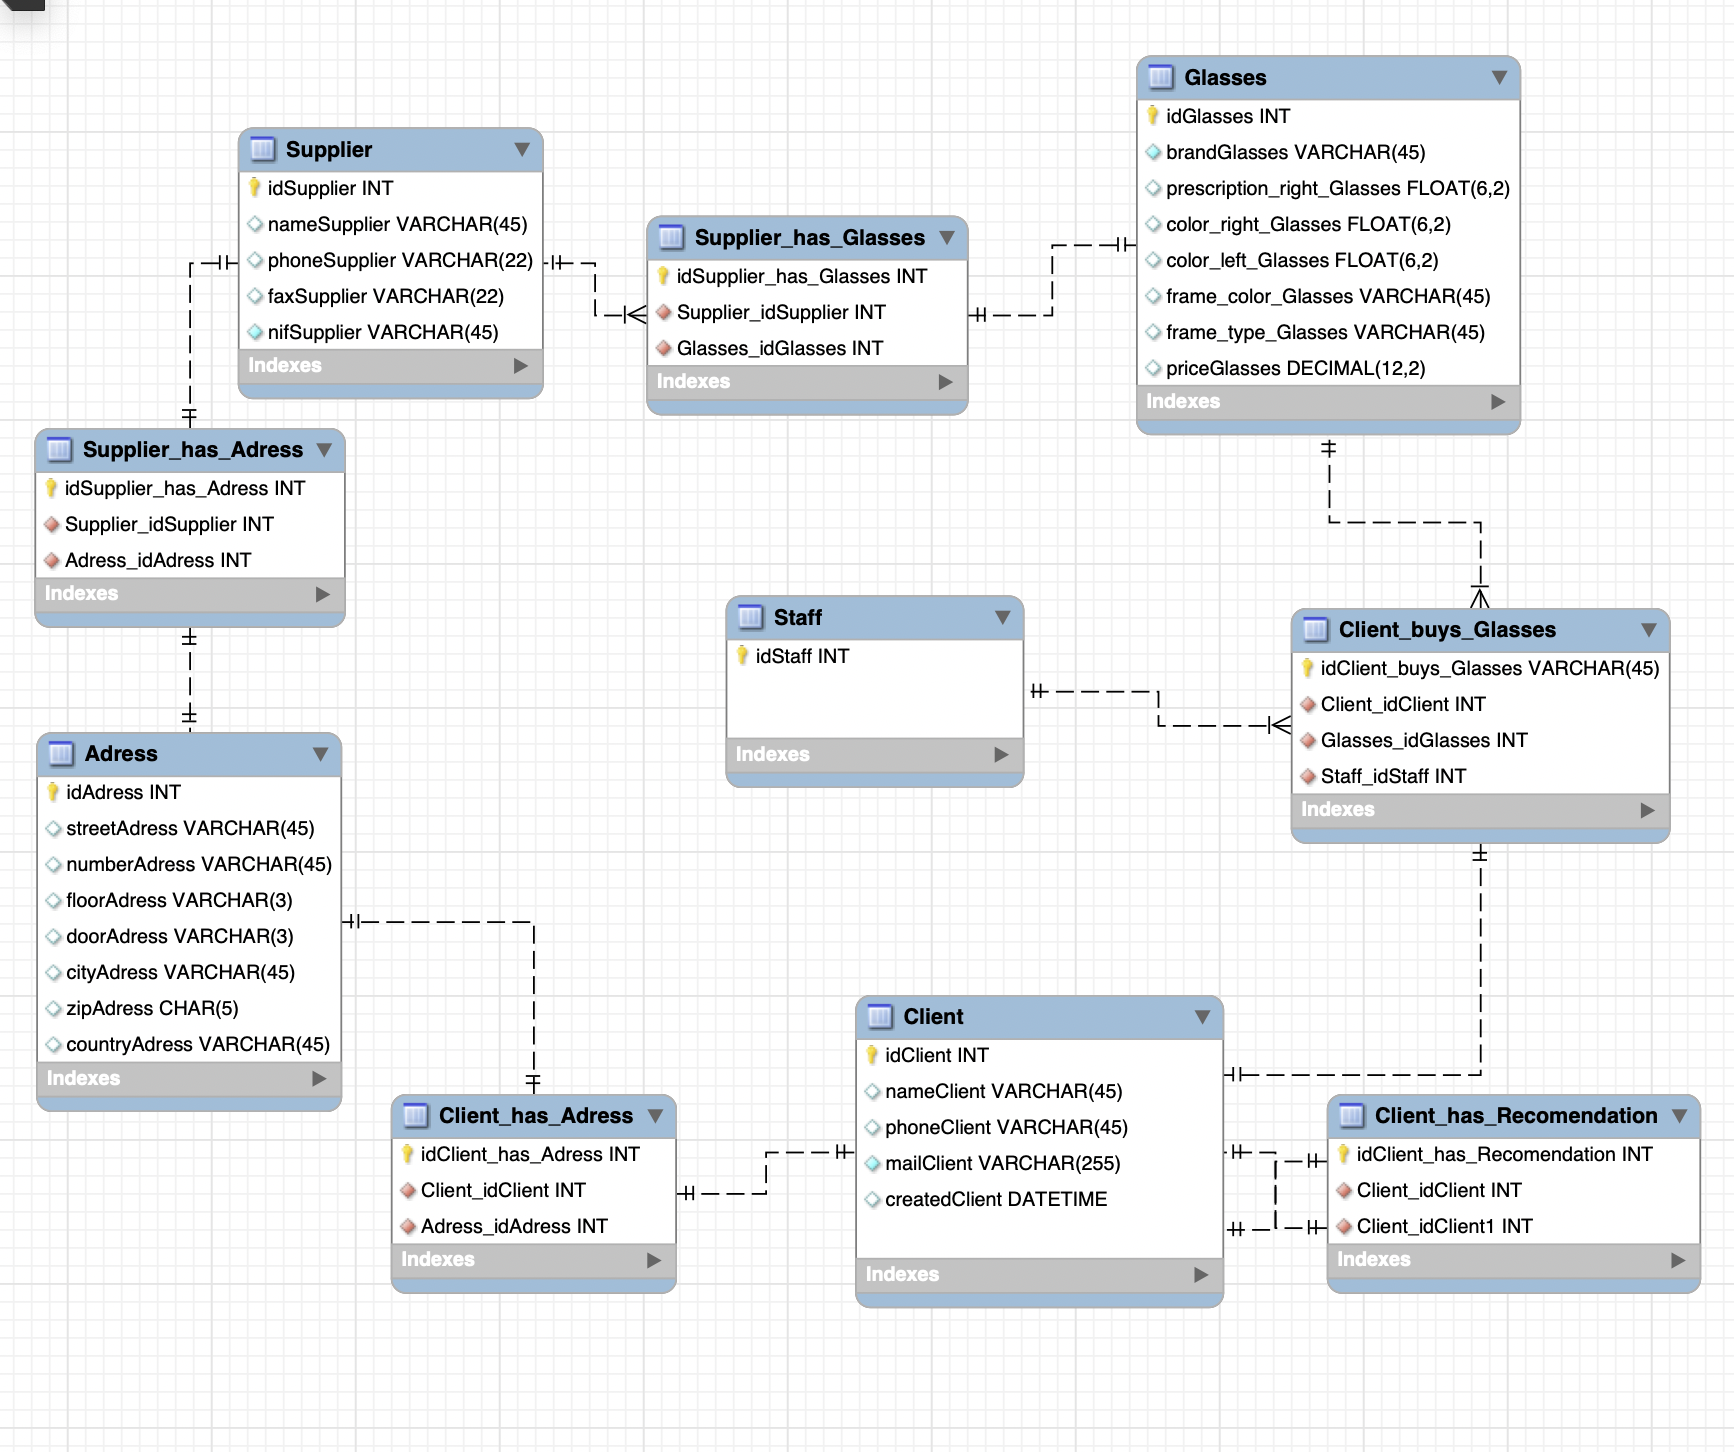 Glasses
idGlasses INT
brandGlasses VARCHAR(45)
prescription_right_Glasses FLOAT(6,2)
color_right_Glasses FLOAT(6,2)
color_left_Glasses FLOAT(6,2)
frame_color_Glasses VARCHAR(45)
frame_type_Glasses VARCHAR(45)
priceGlasses DECIMAL(12,2)
Indexes
Supplier
idSupplier INT
nameSupplier VARCHAR(45)
phoneSupplier VARCHAR(22)
faxSupplier VARCHAR(22)
nifSupplier VARCHAR(45)
Indexes
Supplier_has_Glasses
idSupplier_has_Glasses INT
Supplier_idSupplier INT
Glasses_idGlasses INT
Indexes
Supplier_has_Adress
idSupplier_has_Adress INT
Supplier_idSupplier INT
Adress_idAdress INT
Indexes
Staff
idStaff INT
Indexes
Client_buys_Glasses
idClient_buys_Glasses VARCHAR(45)
Client_idClient INT
Glasses_idGlasses INT
Staff_idStaff INT
Indexes
Adress
idAdress INT
streetAdress VARCHAR(45)
numberAdress VARCHAR(45)
floorAdress VARCHAR(3)
doorAdress VARCHAR(3)
cityAdress VARCHAR(45)
zipAdress CHAR(5)
countryAdress VARCHAR(45)
Indexes
Client
idClient INT
nameClient VARCHAR(45)
phoneClient VARCHAR(45)
mailClient VARCHAR(255)
createdClient DATETIME
Indexes
Client_has_Adress
idClient_has_Adress INT
Client_idClient INT
Adress_idAdress INT
Indexes
Client_has_Recomendation
idClient_has_Recomendation INT
Client_idClient INT
Client_idClient1 INT
Indexes